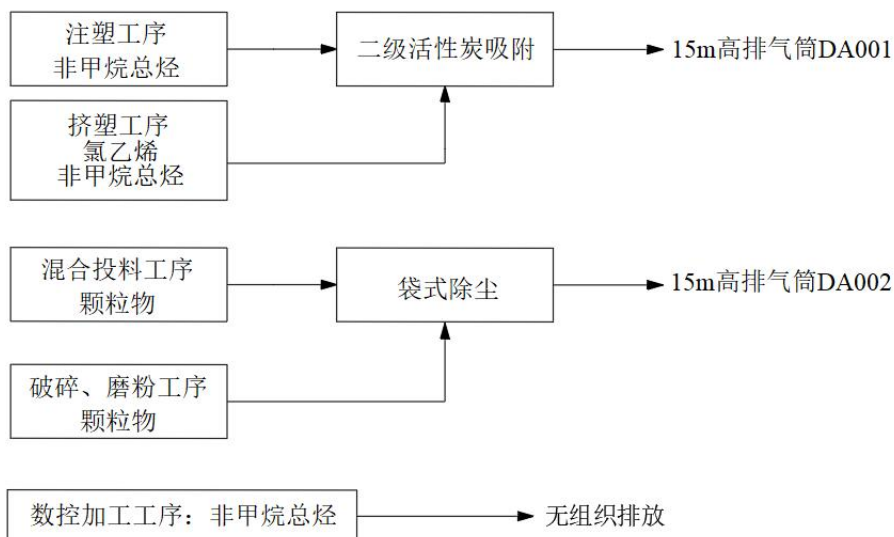 注塑工序
非甲烷总烃
二级活性炭吸附
15m高排气筒DA001
挤塑工序
氯乙烯
非甲烷总烃
混合投料工序
颗粒物
袋式除尘
15m高排气筒DA002
破碎、磨粉工序
颗粒物
数控加工工序：非甲烷总烃
无组织排放